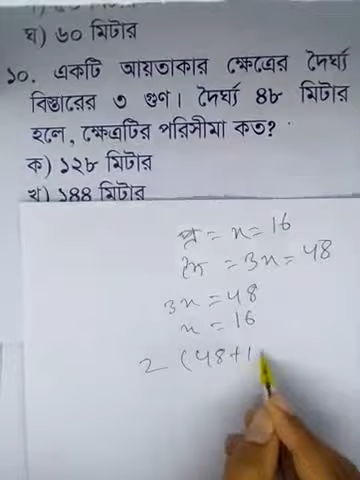 ঘ) ৬০ মিটার
১০. একটি আয়তাকার ক্ষেত্রের দৈর্ঘ্য
বিস্তারের ৩ গুণ। দৈর্ঘ্য ৪৮ মিটার
হলে, ক্ষেত্রটির পরিসীমা কত?
ক) ১২৮ মিটার
খ) ১৪৪ মিটার
প্র = x = 16
দৈ = 3x = 48
3x = 48
x = 16
2 (48+1